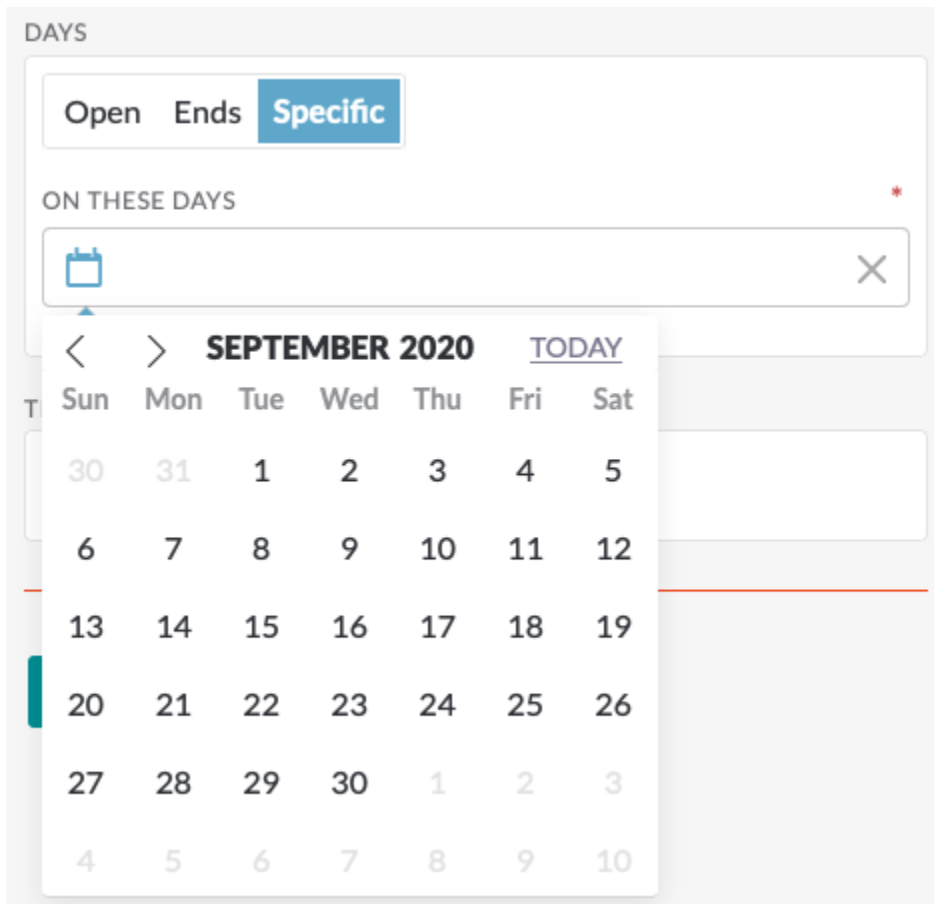 DAYS
Open Ends Specific
ON THESE DAYS *
SEPTEMBER 2020 TODAY
Sun Mon Tue Wed Thu Fri Sat
30 31 1 2 3 4 5
6 7 8 9 10 11 12
13 14 15 16 17 18 19
20 21 22 23 24 25 26
27 28 29 30 1 2 3
4 5 6 7 8 9 10